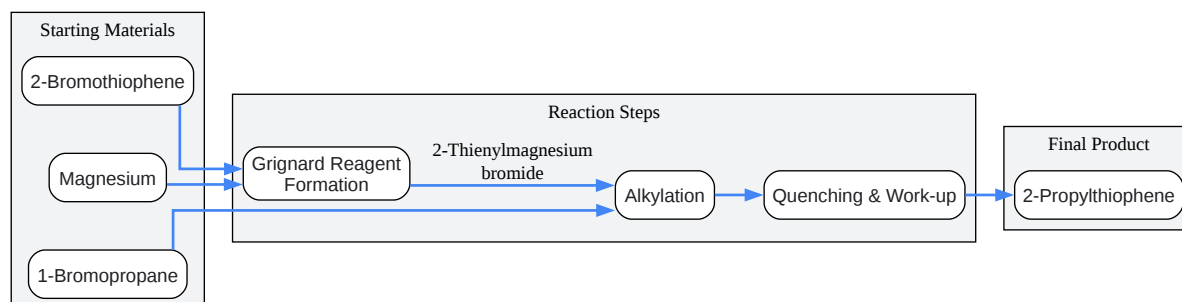 Starting Materials
2-Bromothiophene
Magnesium
1-Bromopropane
Reaction Steps
Grignard Reagent
Formation
2-Thienylmagnesium
bromide
Alkylation
Quenching & Work-up
Final Product
2-Propylthiophene